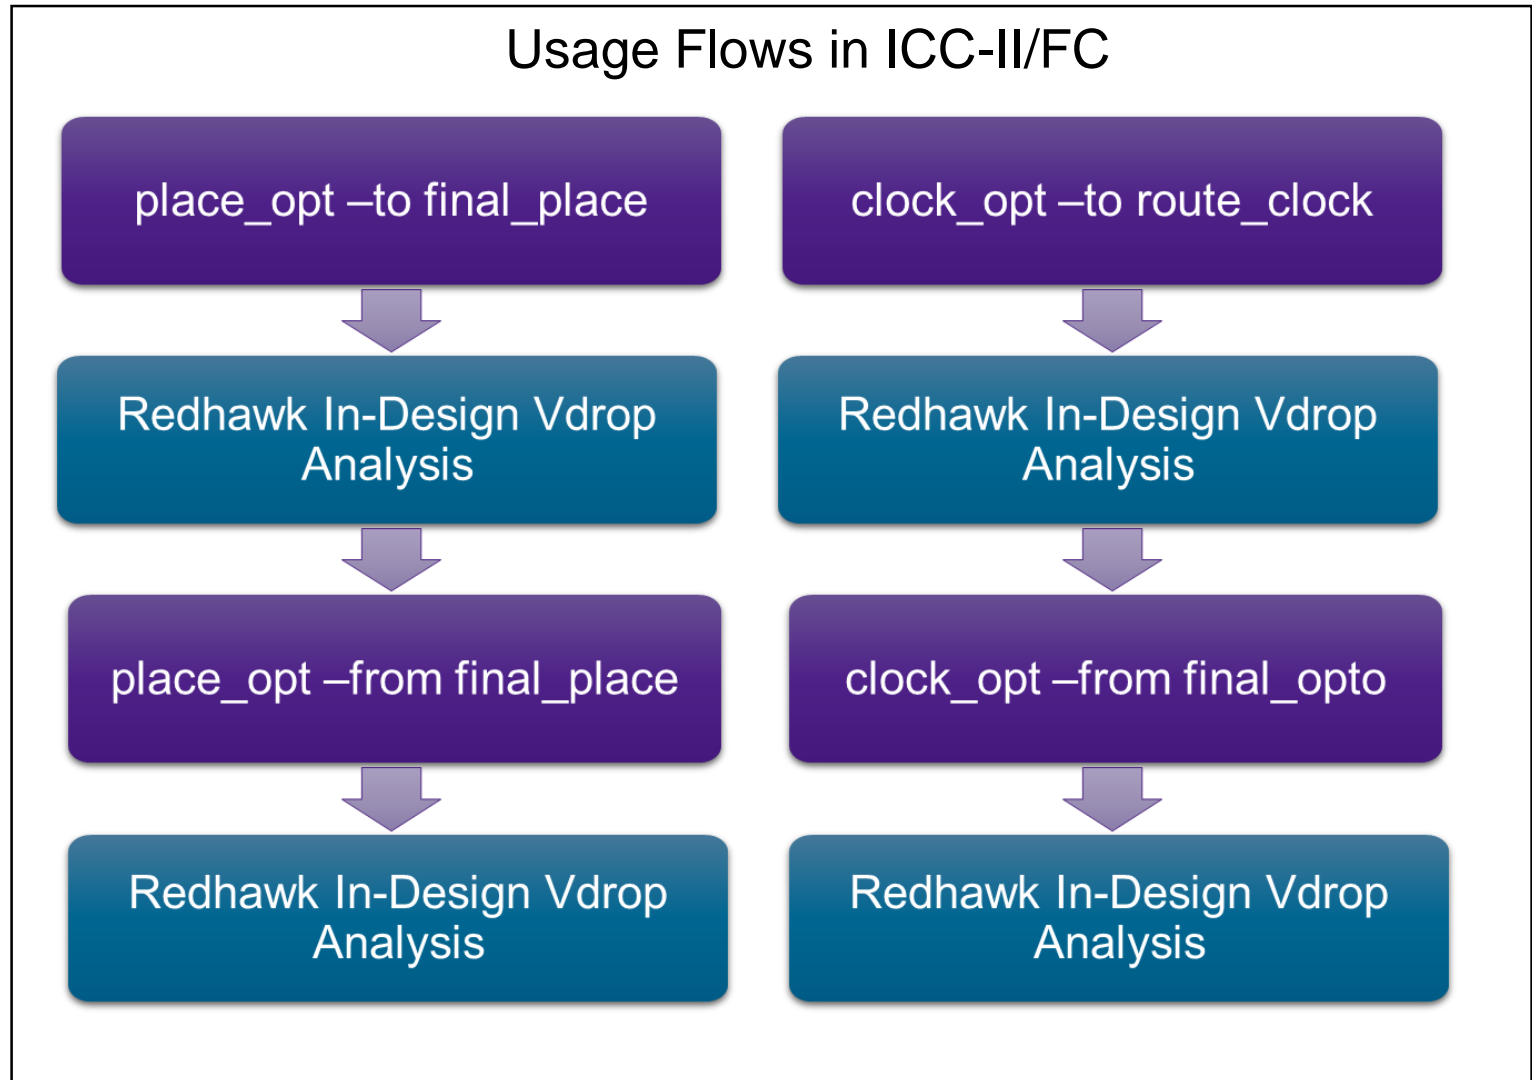 Usage Flows in ICC-II/FC
place_opt –to final_place
Redhawk In-Design Vdrop
Analysis
place_opt –from final_place
Redhawk In-Design Vdrop
Analysis
clock_opt –to route_clock
Redhawk In-Design Vdrop
Analysis
clock_opt –from final_opto
Redhawk In-Design Vdrop
Analysis